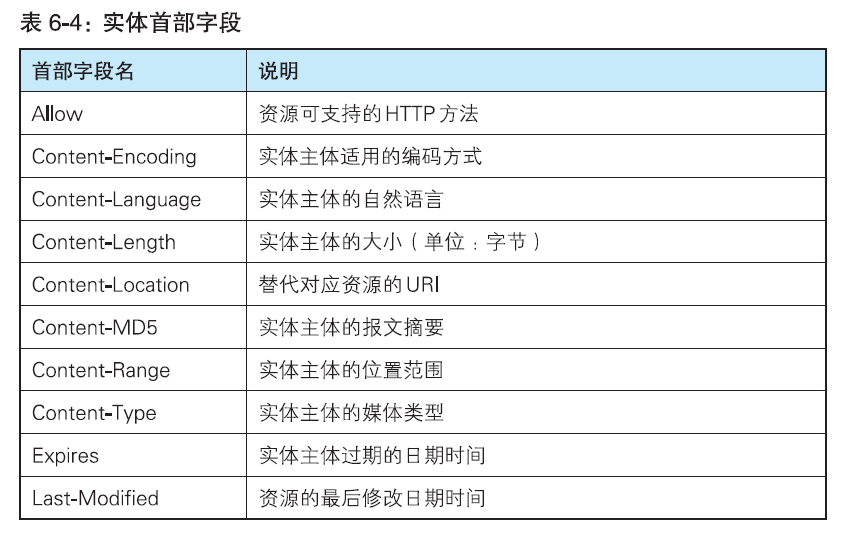 表 6-4：实体首部字段
首部字段名 说明
Allow 资源可支持的HTTP方法
Content-Encoding 实体主体适用的编码方式
Content-Language 实体主体的自然语言
Content-Length 实体主体的大小（单位：字节）
Content-Location 替代对应资源的URI
Content-MD5 实体主体的报文摘要
Content-Range 实体主体的位置范围
Content-Type 实体主体的媒体类型
Expires 实体主体过期的日期时间
Last-Modified 资源的最后修改日期时间